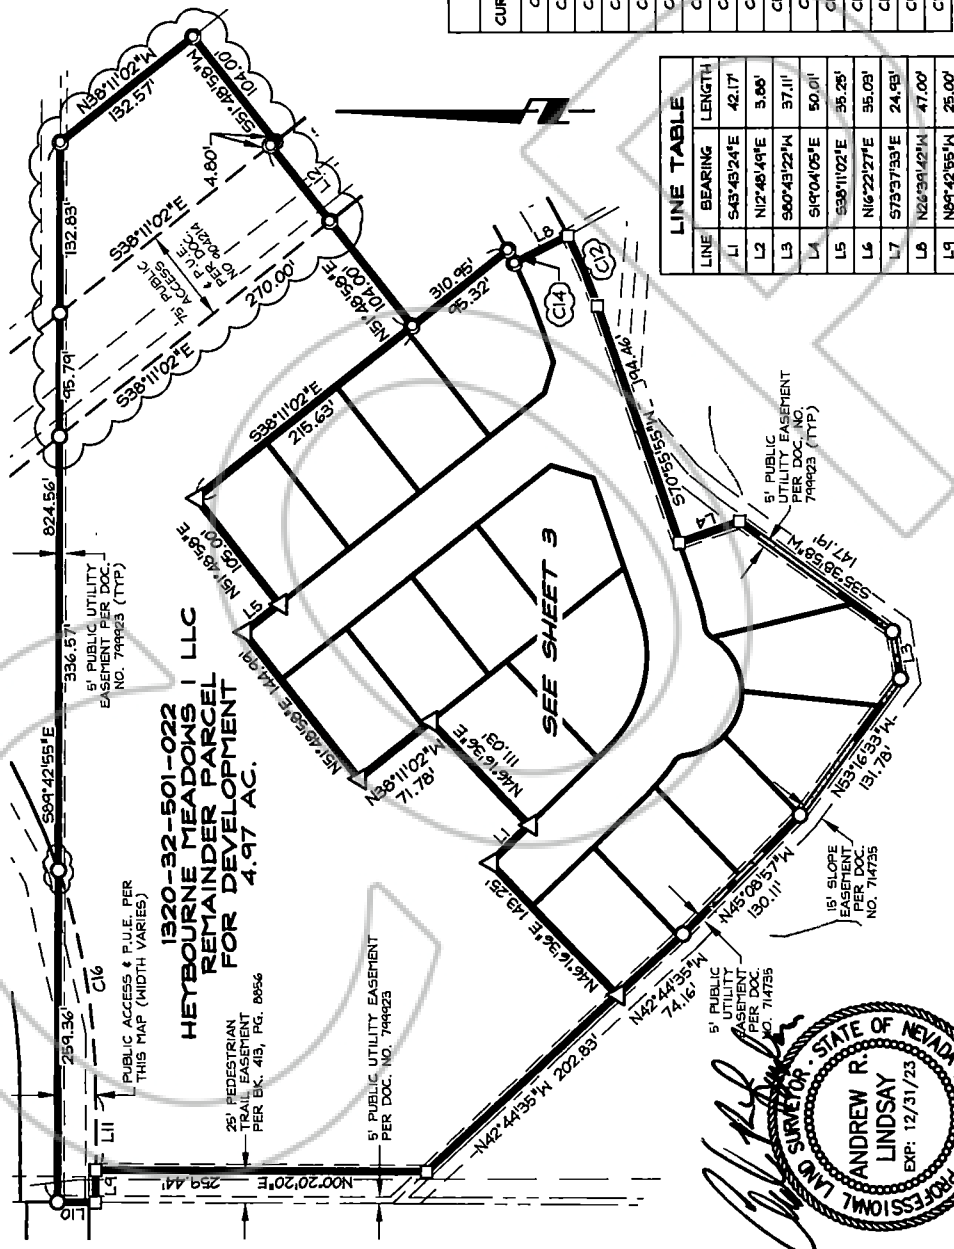 CUR
LINE TABLE
LINE BEARING LENGTH
L1 S43°43'24"E 42.17'
L2 N12°48'49"E 3.88'
L3 S80°43'22"W 37.11'
L4 S19°04'05"E 50.01'
L5 S38°11'02"E 35.25'
L6 N16°22'27"E 35.03'
L7 S73°37'33"E 24.93'
L8 N26°39'42"W 47.00'
L9 N89°42'55"W 25.00'
N38°11'02"W
132.57'
S51°48'58"W
104.00'
4.80'
L12
132.83'
S38°11'02"E
75' PUBLIC
ACCESS
& P.U.E.
PER DOC.
NO 904214
270.00'
S38°11'02"E
95.79'
N51°48'58"E
104.00'
310.95'
95.32'
L8
C12
C14
824.56'
336.57'
S89°42'55"E
259.36'
5' PUBLIC UTILITY
EASEMENT PER DOC.
NO. 799923 (TYP)
S38°11'02"E
215.63'
N51°48'58"E
105.00'
L5
N51°48'58"E 144.99'
N38°11'02"W
71.78'
N46°16'36"E
111.03'
L1
N46°16'36"E 143.25'
SEE SHEET 3
S70°55'55"W
194.46'
L4
5' PUBLIC
UTILITY EASEMENT
PER DOC. NO.
799923 (TYP)
S35°38'58"W
147.19'
L3
N53°16'33"W
131.78'
15' SLOPE
EASEMENT
PER DOC.
NO. 714735
N45°08'57"W
130.11'
5' PUBLIC
UTILITY
EASEMENT
PER DOC.
NO. 714735
N42°44'35"W
74.16'
N42°44'35"W 202.83'
1320-32-501-022
HEYBOURNE MEADOWS I LLC
REMAINDER PARCEL
FOR DEVELOPMENT
4.97 AC.
PUBLIC ACCESS & P.U.E. PER
THIS MAP (WIDTH VARIES)
C16
L11
L10
L9
25' PEDESTRIAN
TRAIL EASEMENT
PER BK. 413, PG. 8856
5' PUBLIC UTILITY EASEMENT
PER DOC. NO. 799923
259.44'
N00°20'20"E
PROFESSIONAL LAND SURVEYOR · STATE OF NEVADA
ANDREW R.
LINDSAY
EXP: 12/31/23